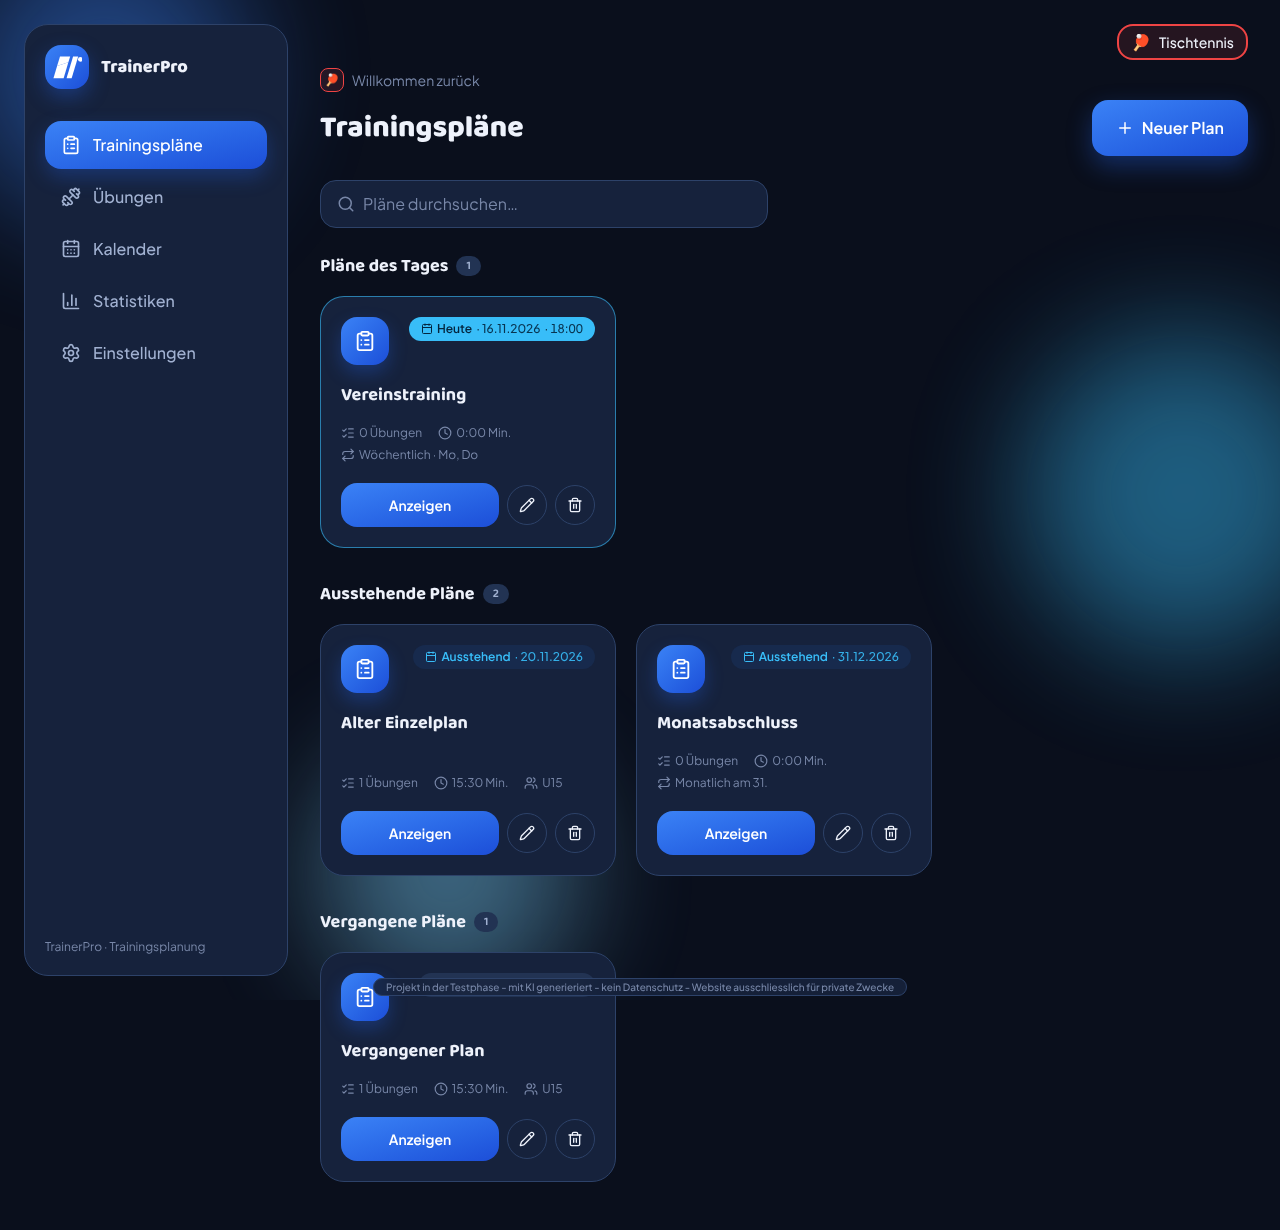 TrainerPro
Trainingspläne
Übungen
Kalender
Statistiken
Einstellungen
TrainerPro · Trainingsplanung
Tischtennis
Willkommen zurück
Trainingspläne
Neuer Plan
Pläne durchsuchen...
Pläne des Tages 1
Heute · 16.11.2026 · 18:00
Vereinstraining
0 Übungen 0:00 Min.
Wöchentlich · Mo, Do
Anzeigen
Ausstehende Pläne 2
Ausstehend · 20.11.2026
Alter Einzelplan
1 Übungen 15:30 Min. U15
Anzeigen
Ausstehend · 31.12.2026
Monatsabschluss
0 Übungen 0:00 Min.
Monatlich am 31.
Anzeigen
Vergangene Pläne 1
Projekt in der Testphase - mit KI generieriert - kein Datenschutz - Website ausschliesslich für private Zwecke
Vergangener Plan
1 Übungen 15:30 Min. U15
Anzeigen